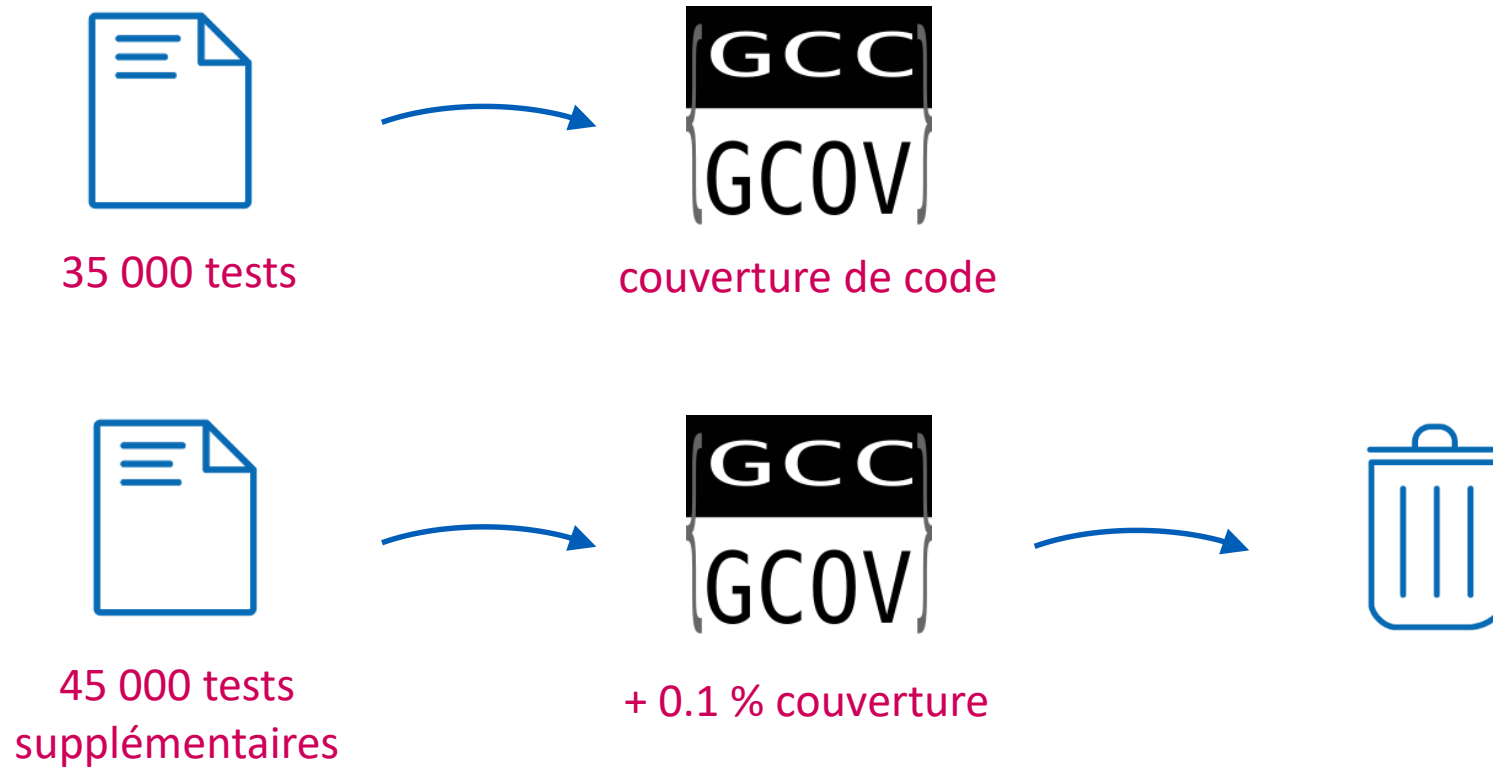 GCC
GCOV
35 000 tests
couverture de code
GCC
GCOV
45 000 tests
supplémentaires
+ 0.1 % couverture